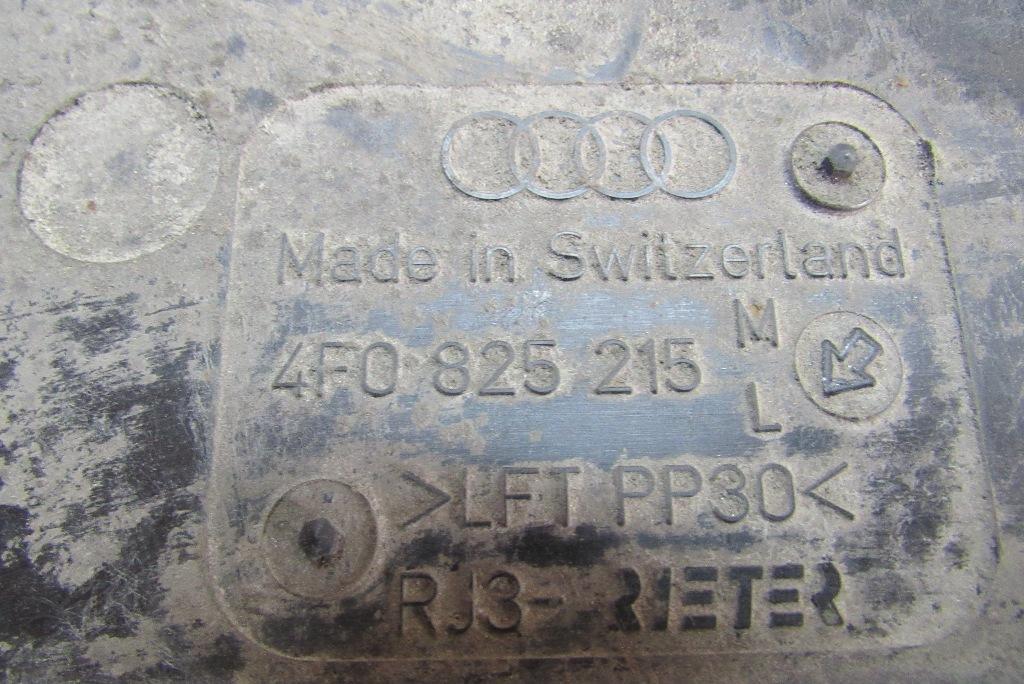 Made in Switzerland
4F0 825 215 M
L
>LFT PP30<
RJ3- RIETER